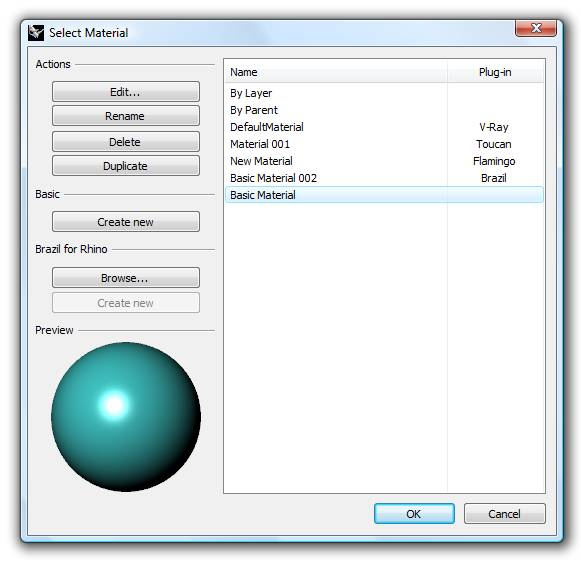 Select Material
Actions
Edit...
Rename
Delete
Duplicate
Basic
Create new
Brazil for Rhino
Browse...
Create new
Preview
Name Plug-in
By Layer
By Parent
DefaultMaterial V-Ray
Material 001 Toucan
New Material Flamingo
Basic Material 002 Brazil
Basic Material
OK Cancel